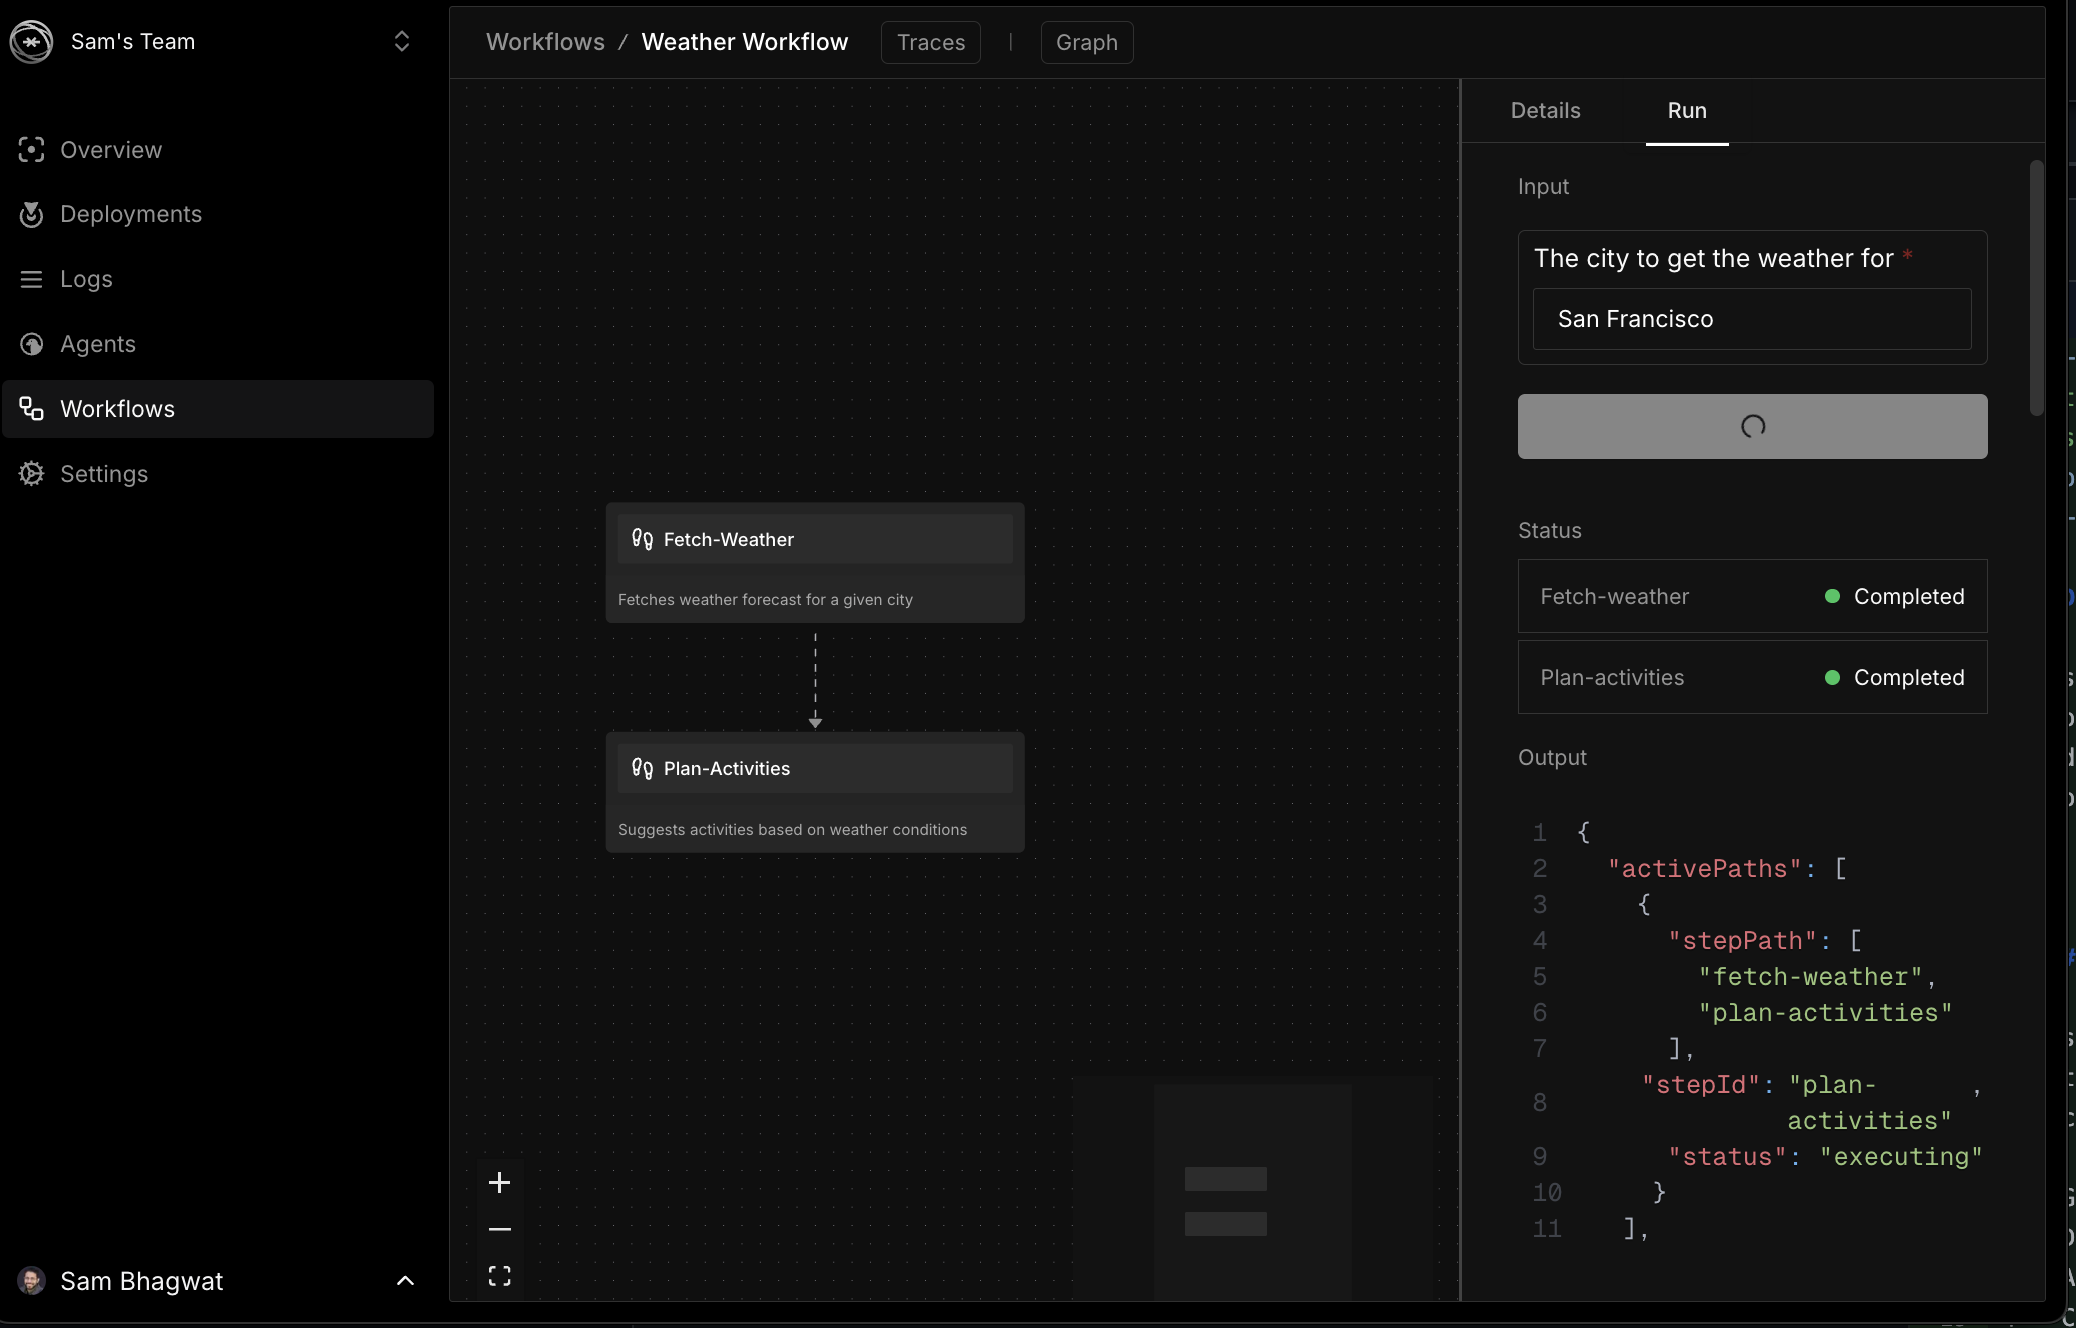 Sam's Team
Overview
Deployments
Logs
Agents
Workflows
Settings
Sam Bhagwat
Workflows / Weather Workflow
Traces
|
Graph
Fetch-Weather
Fetches weather forecast for a given city
Plan-Activities
Suggests activities based on weather conditions
Details
Run
Input
The city to get the weather for *
San Francisco
Status
Fetch-weather
Completed
Plan-activities
Completed
Output
1 {
2 "activePaths": [
3 {
4 "stepPath": [
5 "fetch-weather",
6 "plan-activities"
7 ],
8 "stepId": "plan- ,
activities"
9 "status": "executing"
10 }
11 ],